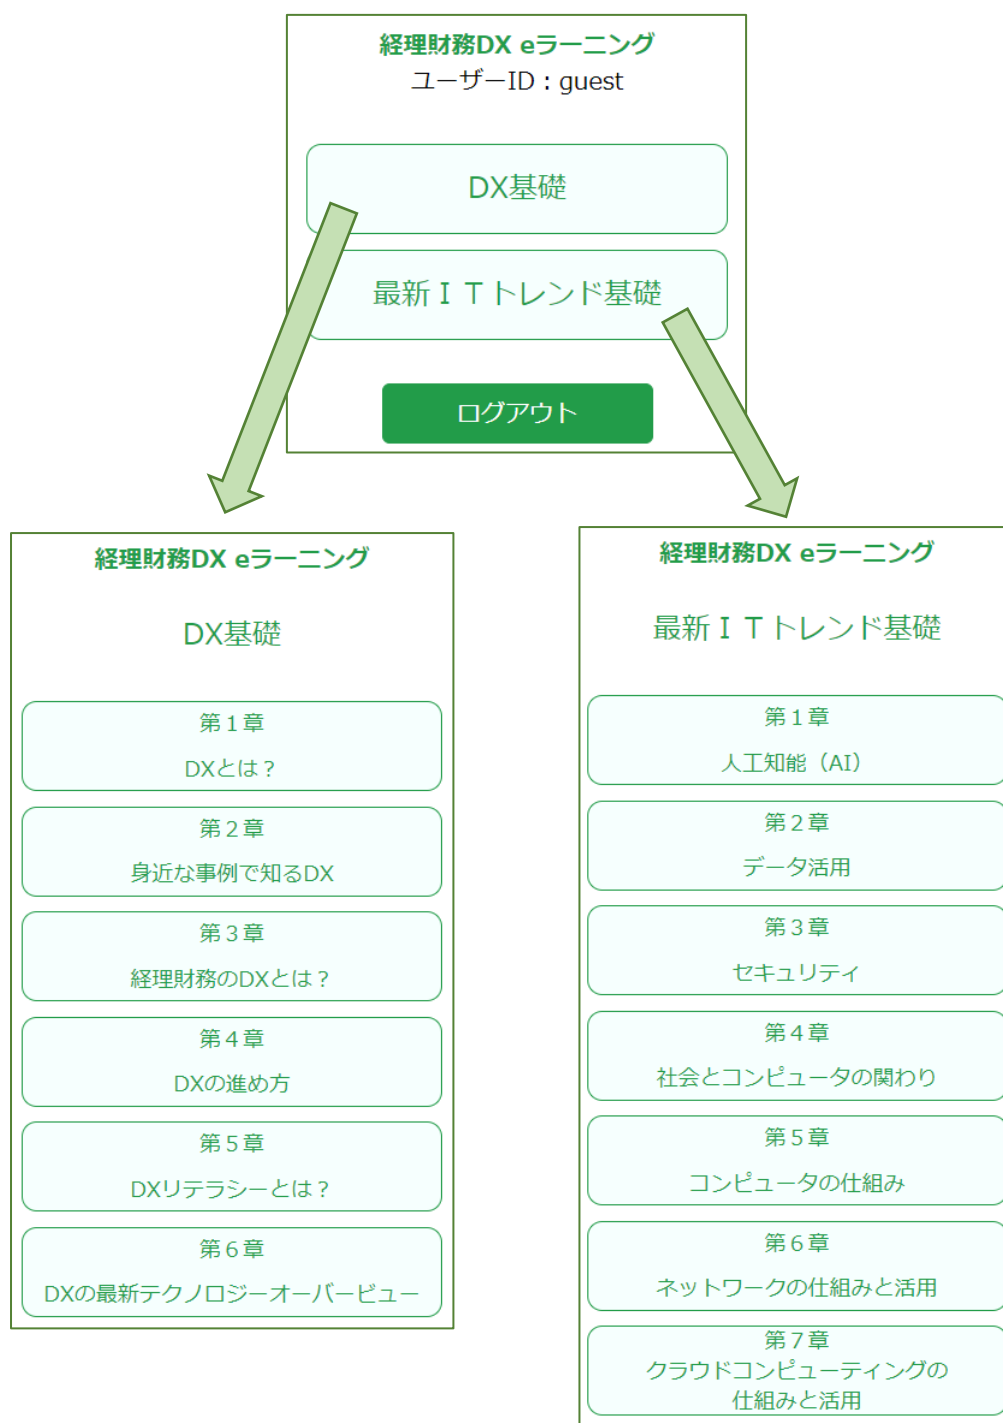 経理財務DX eラーニング
ユーザーID：guest
DX基礎
最新ＩＴトレンド基礎
ログアウト
経理財務DX eラーニング
DX基礎
第１章
DXとは？
第２章
身近な事例で知るDX
第３章
経理財務のDXとは？
第４章
DXの進め方
第５章
DXリテラシーとは？
第６章
DXの最新テクノロジーオーバービュー
経理財務DX eラーニング
最新ＩＴトレンド基礎
第１章
人工知能（AI）
第２章
データ活用
第３章
セキュリティ
第４章
社会とコンピュータの関わり
第５章
コンピュータの仕組み
第６章
ネットワークの仕組みと活用
第７章
クラウドコンピューティングの
仕組みと活用